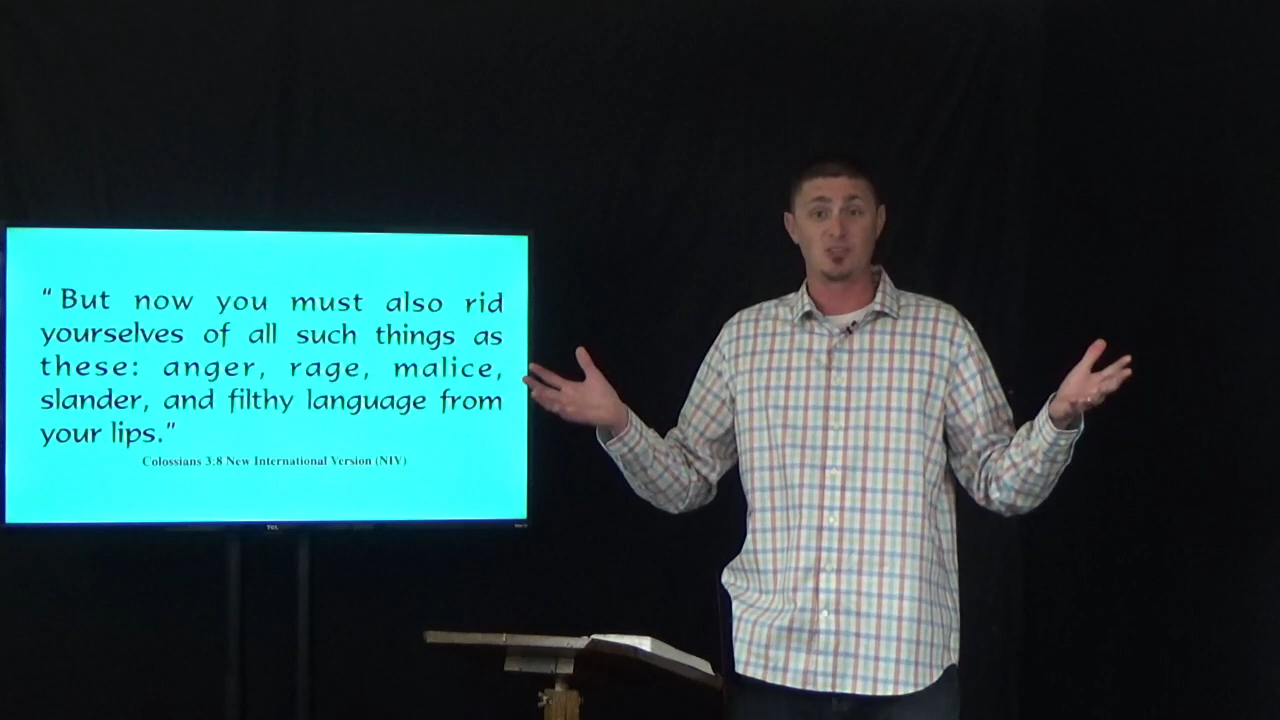 “But now you must also rid
yourselves of all such things as
these: anger, rage, malice,
slander, and filthy language from
your lips.”
Colossians 3:8 New International Version (NIV)
TCL